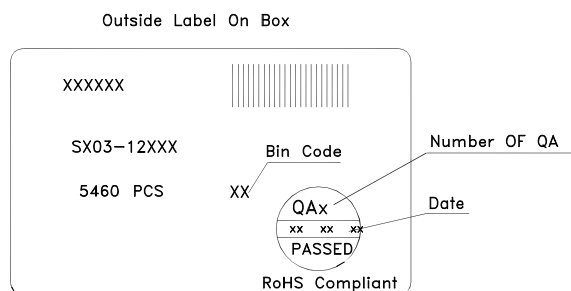 Outside Label On Box
XXXXXX
SX03-12XXX
Bin Code
Number OF QA
5460 PCS
XX
QAx
Date
xx xx xx
PASSED
RoHS Compliant